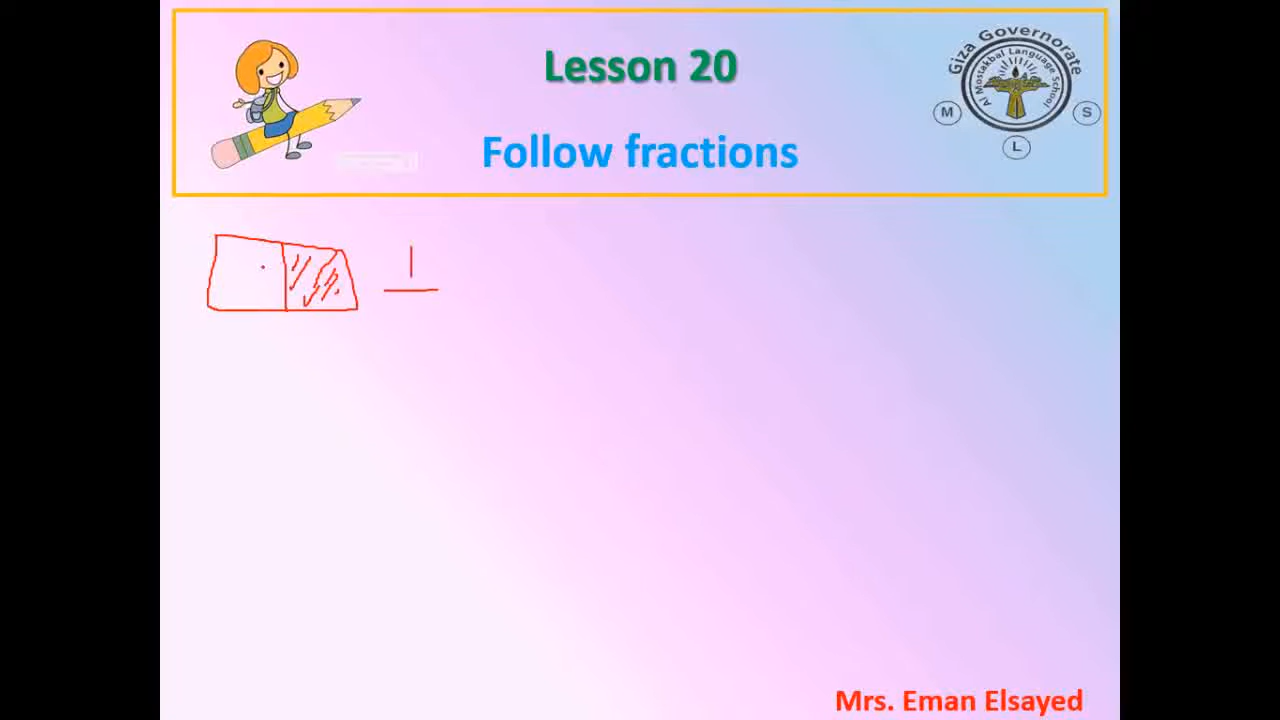 Lesson 20
Follow fractions
Giza Governorate
Al Mostakbal Language School
M
S
L
1
Mrs. Eman Elsayed